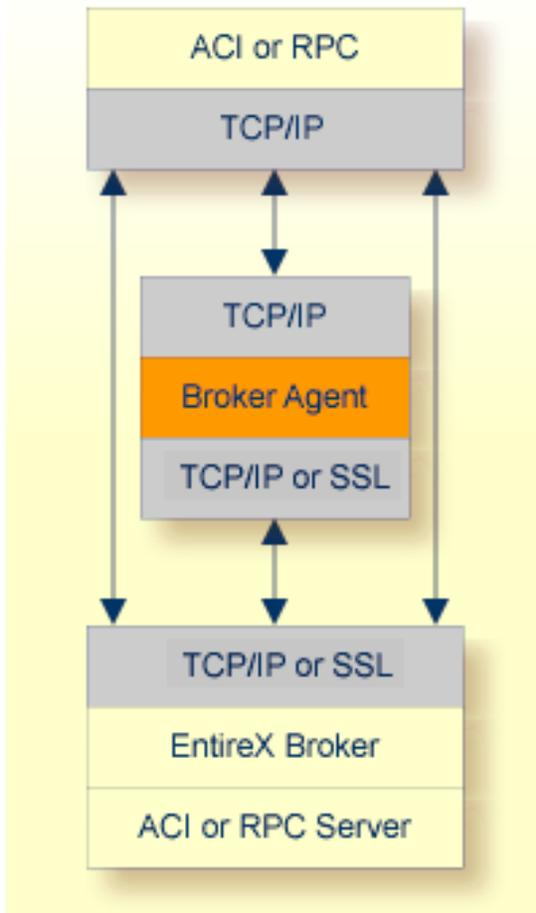 ACI or RPC
TCP/IP
TCP/IP
Broker Agent
TCP/IP or SSL
TCP/IP or SSL
EntireX Broker
ACI or RPC Server